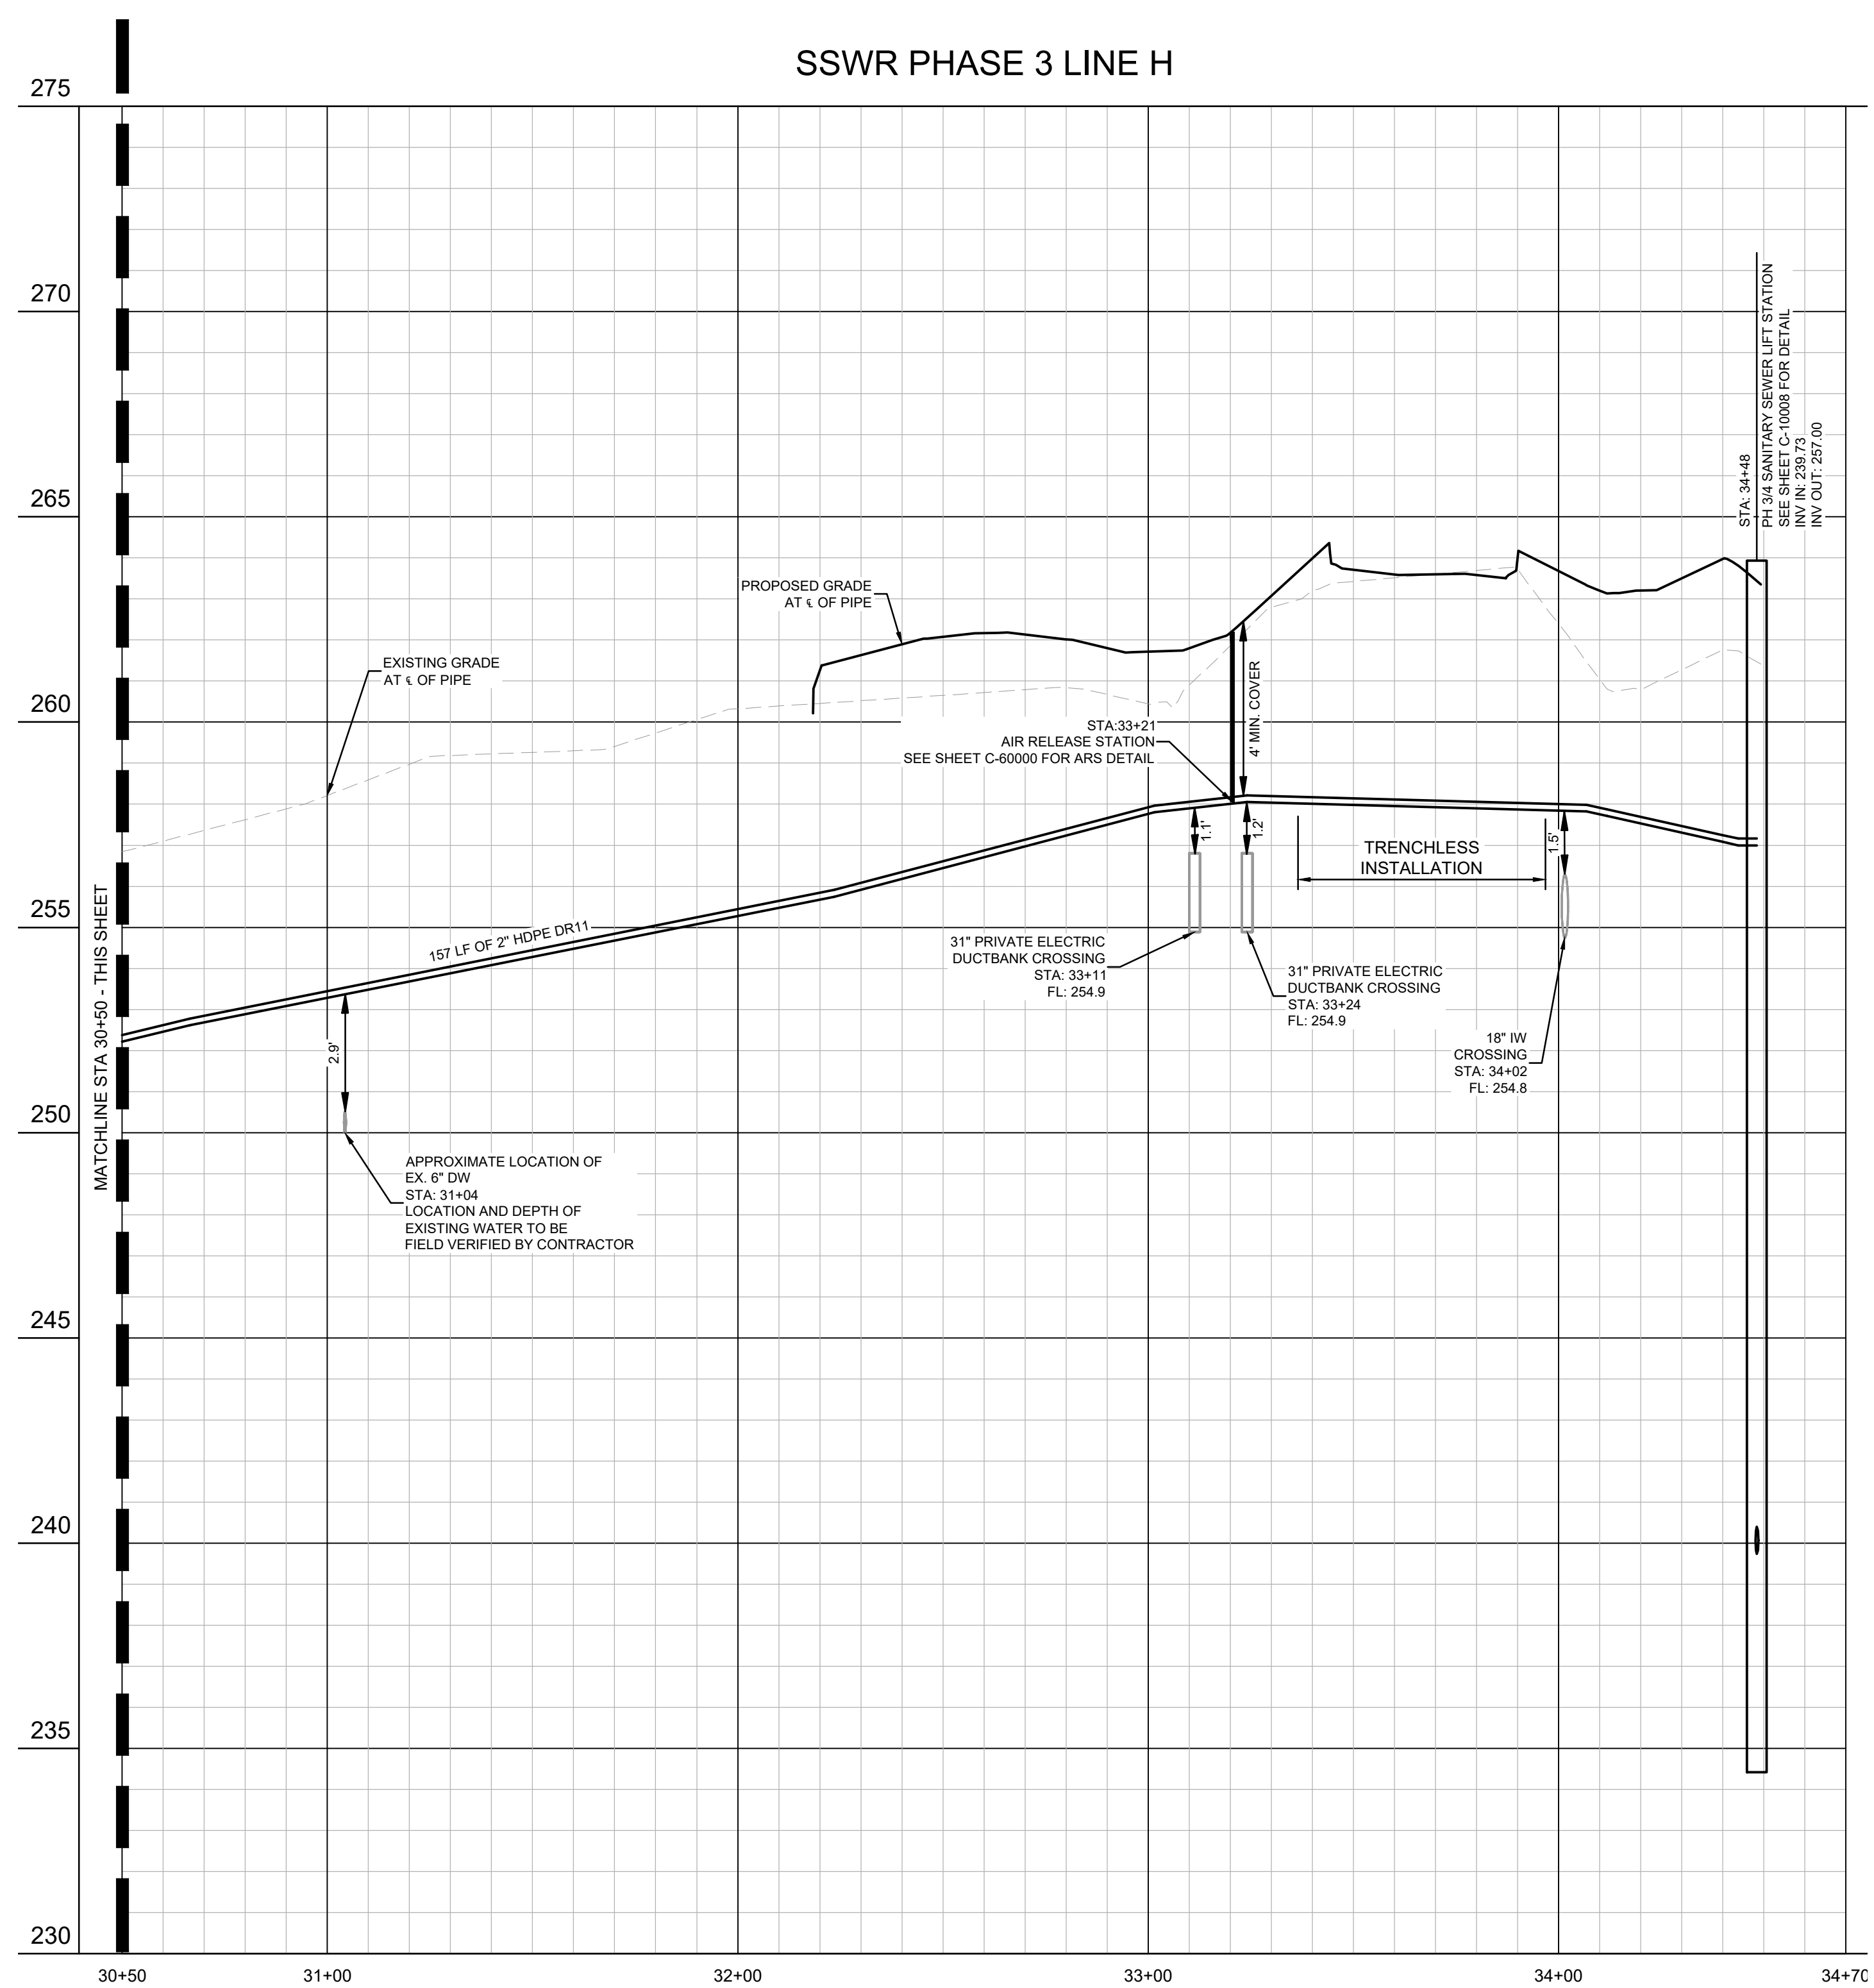 SSWR PHASE 3 LINE H
275
270
265
260
255
250
245
240
235
230
MATCHLINE STA 30+50 - THIS SHEET
EXISTING GRADE
AT ℄ OF PIPE
PROPOSED GRADE
AT ℄ OF PIPE
STA:33+21
AIR RELEASE STATION
SEE SHEET C-60000 FOR ARS DETAIL
4' MIN. COVER
STA: 34+48
PH 3/4 SANITARY SEWER LIFT STATION
SEE SHEET C-10008 FOR DETAIL
INV IN: 239.73
INV OUT: 257.00
1.1'
1.2'
TRENCHLESS
INSTALLATION
1.5'
157 LF OF 2" HDPE DR11
31" PRIVATE ELECTRIC
DUCTBANK CROSSING
STA: 33+11
FL: 254.9
31" PRIVATE ELECTRIC
DUCTBANK CROSSING
STA: 33+24
FL: 254.9
18" IW
CROSSING
STA: 34+02
FL: 254.8
2.9'
APPROXIMATE LOCATION OF
EX. 6" DW
STA: 31+04
LOCATION AND DEPTH OF
EXISTING WATER TO BE
FIELD VERIFIED BY CONTRACTOR
30+50
31+00
32+00
33+00
34+00
34+70